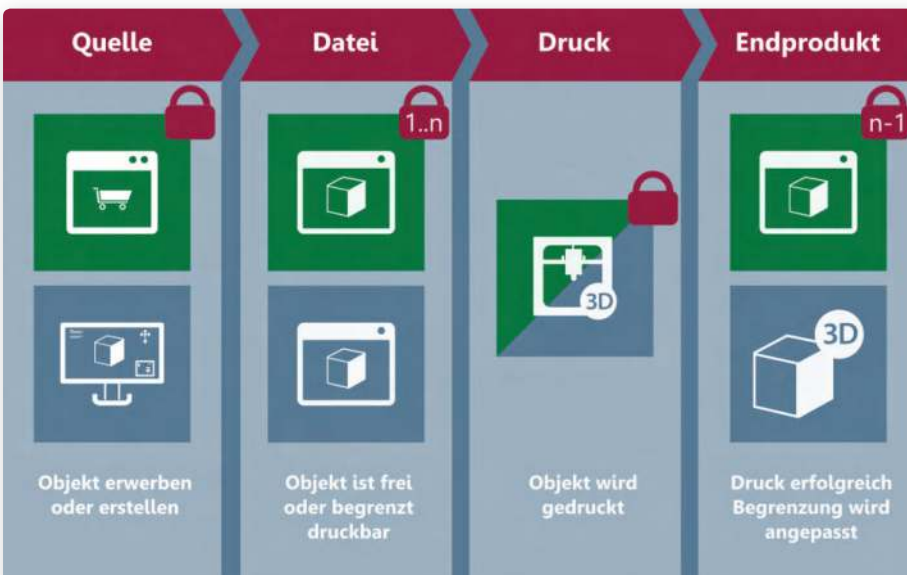 Quelle
Datei
Druck
Endprodukt
1..n
n-1
3D
3D
Objekt erwerben
oder erstellen
Objekt ist frei
oder begrenzt
druckbar
Objekt wird
gedruckt
Druck erfolgreich
Begrenzung wird
angepasst